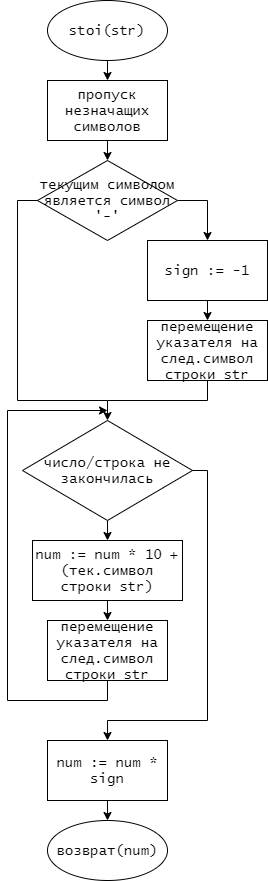 stoi(str)
пропуск
незначащих
символов
текущим символом
является символ
'-'
sign := -1
перемещение
указателя на
след.символ
строки str
число/строка не
закончилась
num := num * 10 +
(тек.символ
строки str)
перемещение
указателя на
след.символ
строки str
num := num *
sign
возврат(num)